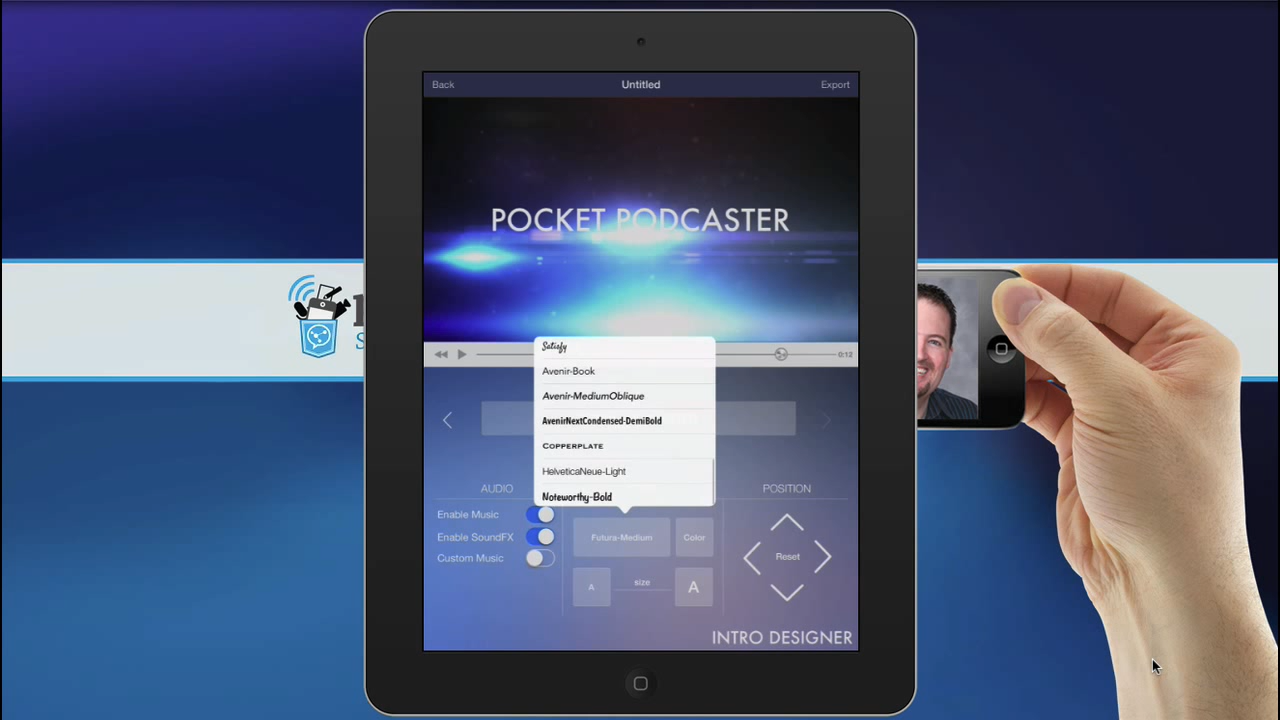 Back
Untitled
Export
POCKET PODCASTER
0:12
Satisfy
Avenir-Book
Avenir-MediumOblique
AvenirNextCondensed-DemiBold
COPPERPLATE
HelveticaNeue-Light
Noteworthy-Bold
AUDIO
POSITION
Enable Music
Enable SoundFX
Custom Music
Futura-Medium
Color
Reset
A
size
A
INTRO DESIGNER